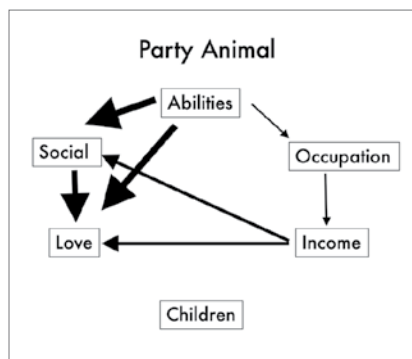 Party Animal
Abilities
Social
Occupation
Love
Income
Children